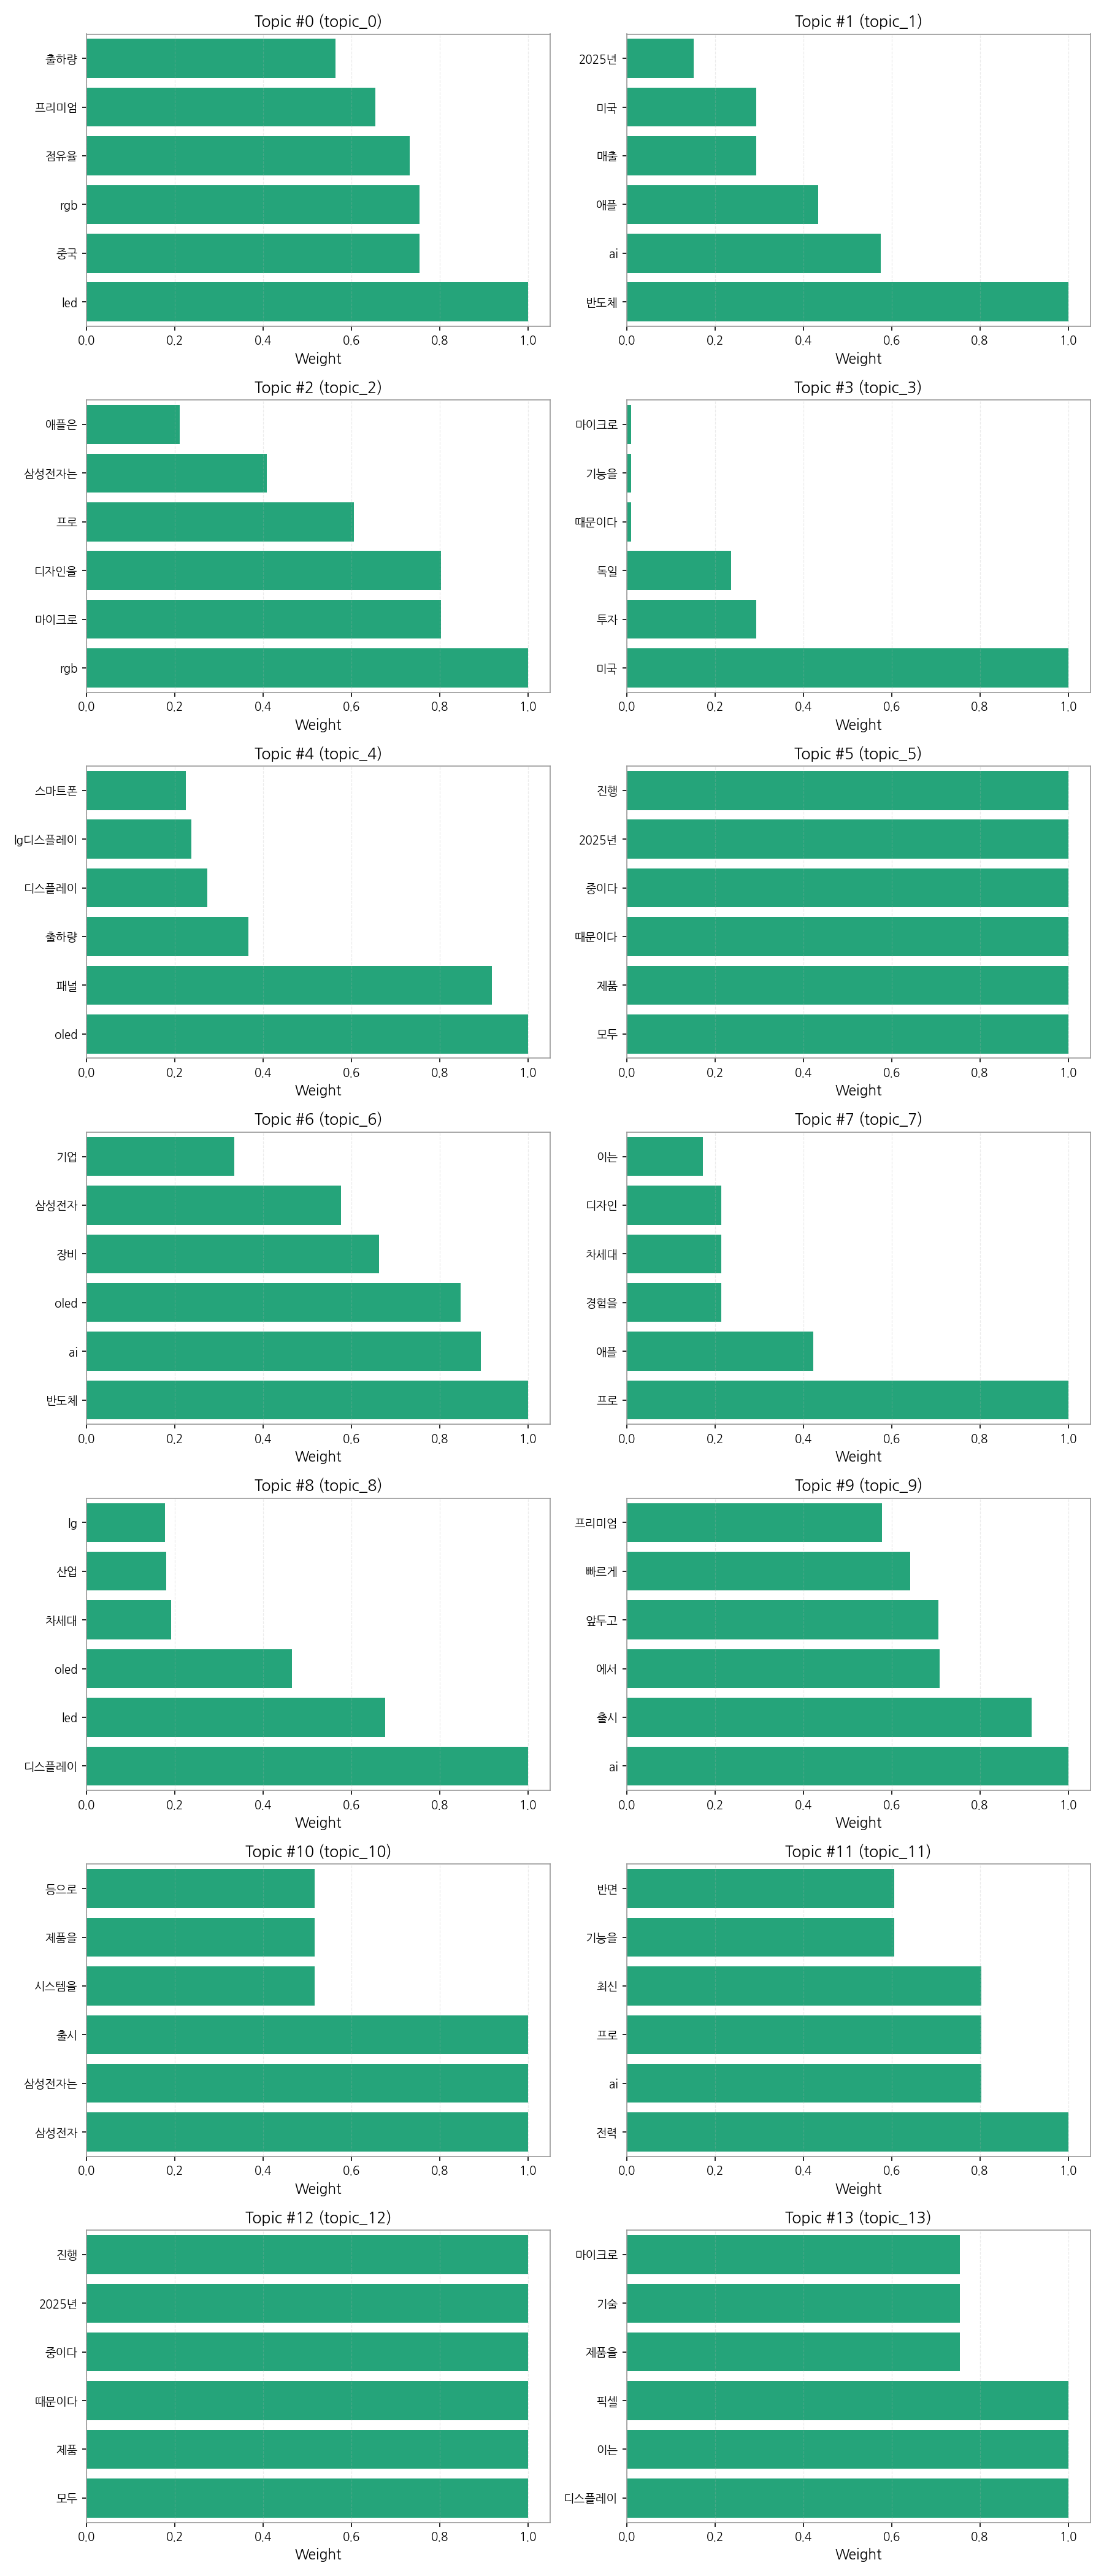 Topic #0 (topic_0)
출하량
프리미엄
점유율
rgb
중국
led
0.0 0.2 0.4 0.6 0.8 1.0
Weight
Topic #1 (topic_1)
2025년
미국
매출
애플
ai
반도체
0.0 0.2 0.4 0.6 0.8 1.0
Weight
Topic #2 (topic_2)
애플은
삼성전자는
프로
디자인을
마이크로
rgb
0.0 0.2 0.4 0.6 0.8 1.0
Weight
Topic #3 (topic_3)
마이크로
기능을
때문이다
독일
투자
미국
0.0 0.2 0.4 0.6 0.8 1.0
Weight
Topic #4 (topic_4)
스마트폰
lg디스플레이
디스플레이
출하량
패널
oled
0.0 0.2 0.4 0.6 0.8 1.0
Weight
Topic #5 (topic_5)
진행
2025년
중이다
때문이다
제품
모두
0.0 0.2 0.4 0.6 0.8 1.0
Weight
Topic #6 (topic_6)
기업
삼성전자
장비
oled
ai
반도체
0.0 0.2 0.4 0.6 0.8 1.0
Weight
Topic #7 (topic_7)
이는
디자인
차세대
경험을
애플
프로
0.0 0.2 0.4 0.6 0.8 1.0
Weight
Topic #8 (topic_8)
lg
산업
차세대
oled
led
디스플레이
0.0 0.2 0.4 0.6 0.8 1.0
Weight
Topic #9 (topic_9)
프리미엄
빠르게
앞두고
에서
출시
ai
0.0 0.2 0.4 0.6 0.8 1.0
Weight
Topic #10 (topic_10)
등으로
제품을
시스템을
출시
삼성전자는
삼성전자
0.0 0.2 0.4 0.6 0.8 1.0
Weight
Topic #11 (topic_11)
반면
기능을
최신
프로
ai
전력
0.0 0.2 0.4 0.6 0.8 1.0
Weight
Topic #12 (topic_12)
진행
2025년
중이다
때문이다
제품
모두
0.0 0.2 0.4 0.6 0.8 1.0
Weight
Topic #13 (topic_13)
마이크로
기술
제품을
픽셀
이는
디스플레이
0.0 0.2 0.4 0.6 0.8 1.0
Weight